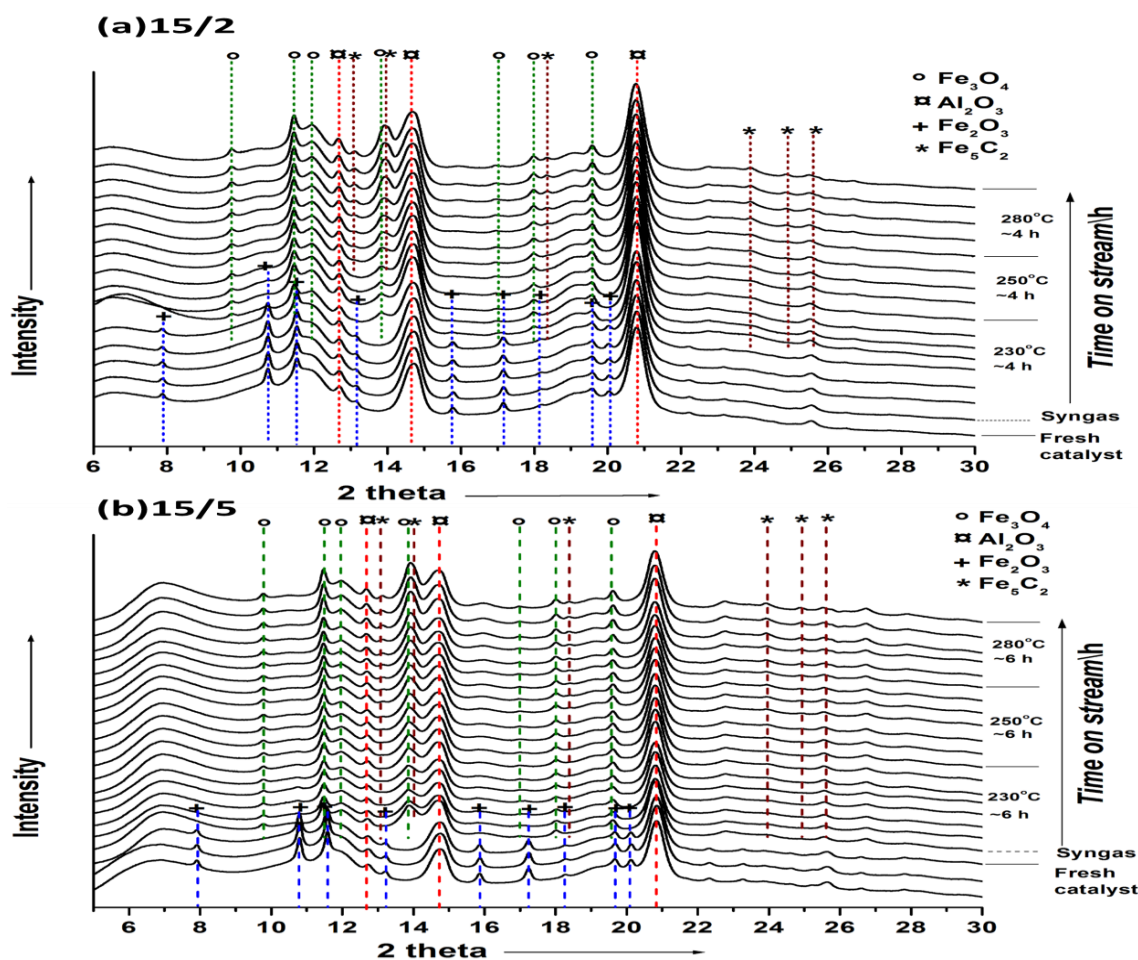 (a)15/2
Fe₃O₄
Al₂O₃
Fe₂O₃
Fe₅C₂
Intensity
280°C
~4 h
250°C
~4 h
230°C
~4 h
Syngas
Fresh
catalyst
Time on stream\h
6 8 10 12 14 16 18 20 22 24 26 28 30
2 theta
(b)15/5
Fe₃O₄
Al₂O₃
Fe₂O₃
Fe₅C₂
Intensity
280°C
~6 h
250°C
~6 h
230°C
~6 h
Syngas
Fresh
catalyst
Time on stream\h
6 8 10 12 14 16 18 20 22 24 26 28 30
2 theta